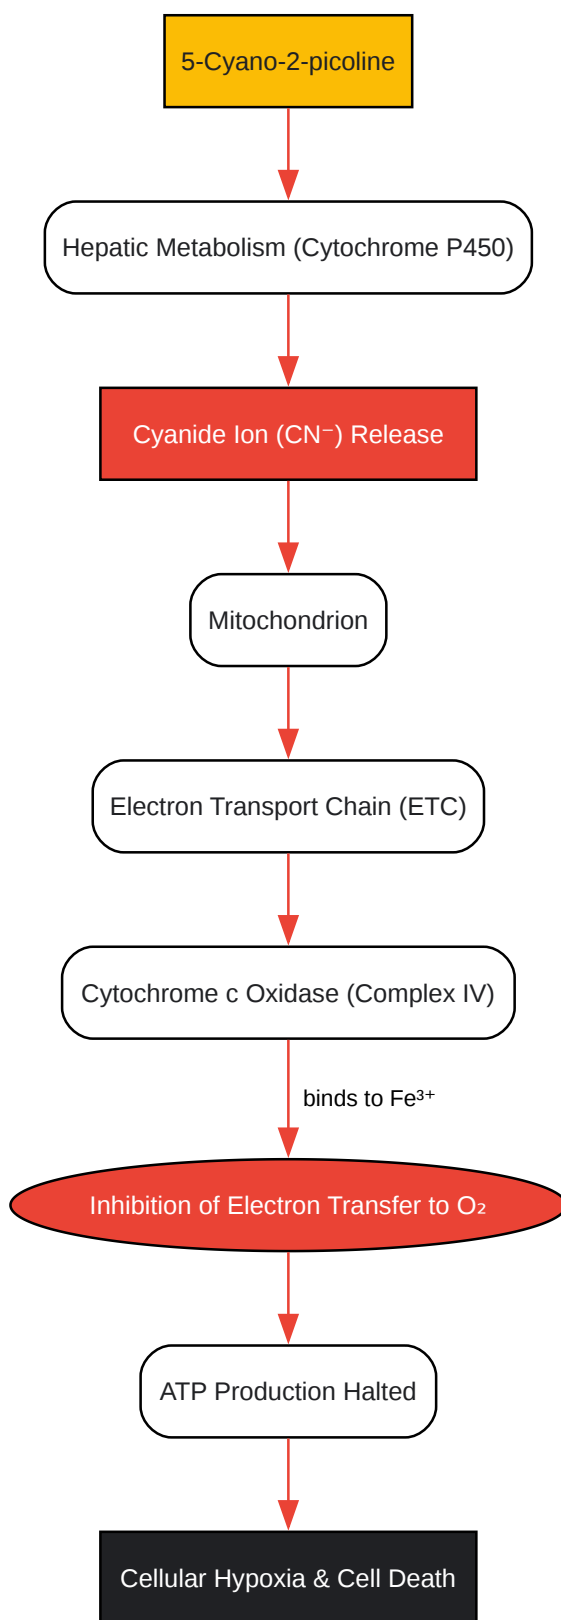 5-Cyano-2-picoline
Hepatic Metabolism (Cytochrome P450)
Cyanide Ion (CN⁻) Release
Mitochondrion
Electron Transport Chain (ETC)
Cytochrome c Oxidase (Complex IV)
binds to Fe³⁺
Inhibition of Electron Transfer to O₂
ATP Production Halted
Cellular Hypoxia & Cell Death